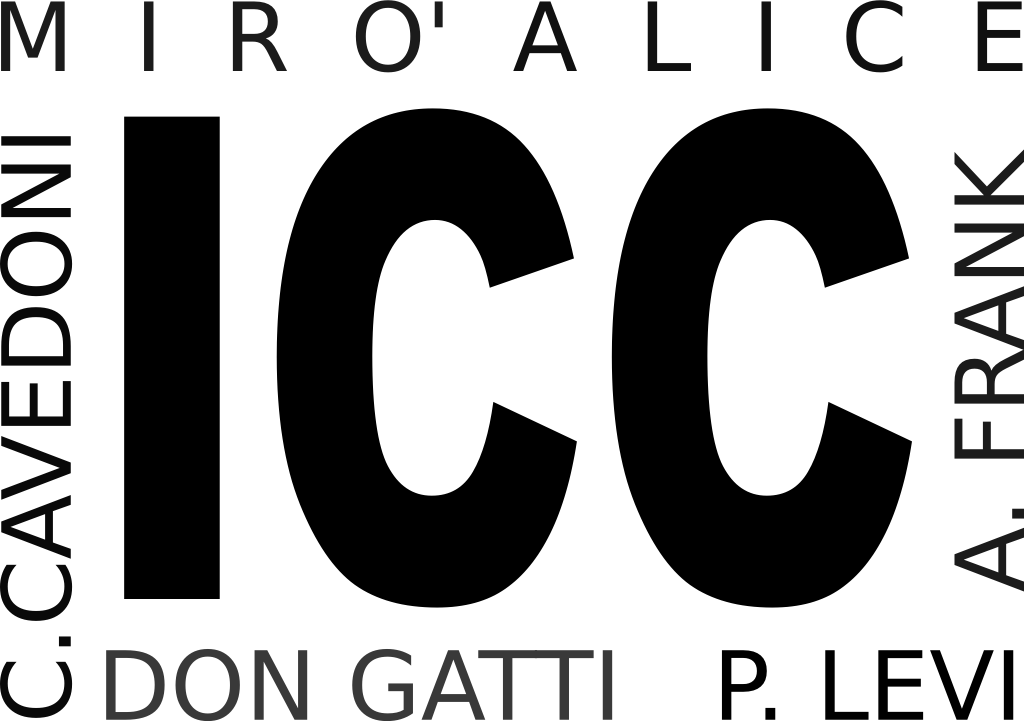 MIRO' ALICE
C.CAVEDONI
ICC
A. FRANK
DON GATTI P. LEVI